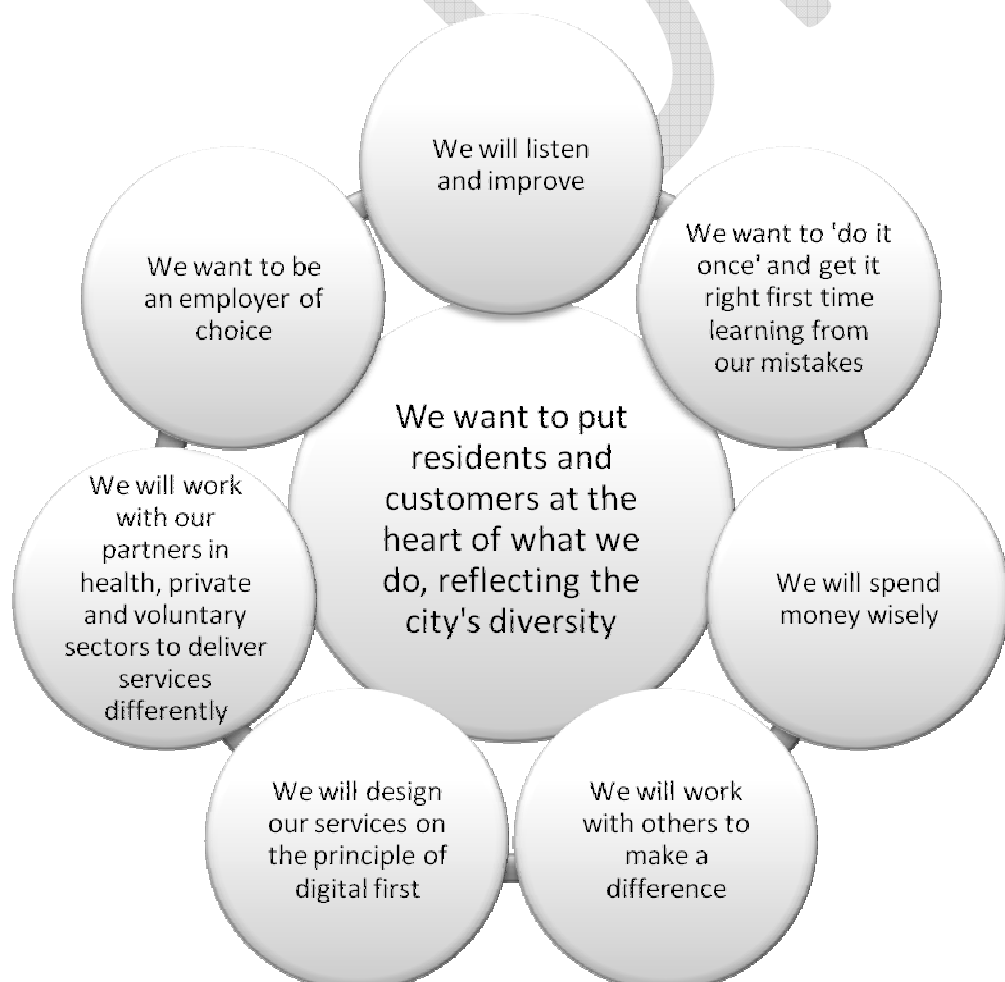 We will listen
and improve
We want to 'do it
once' and get it
right first time
learning from
our mistakes
We will spend
money wisely
We will work
with others to
make a
difference
We will design
our services on
the principle of
digital first
We will work
with our
partners in
health, private
and voluntary
sectors to deliver
services
differently
We want to be
an employer of
choice
We want to put
residents and
customers at the
heart of what we
do, reflecting the
city's diversity